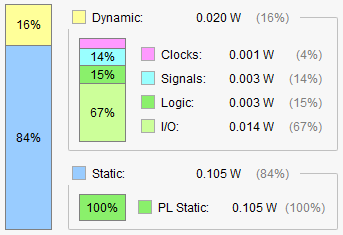 16%
84%
Dynamic: 0.020 W (16%)
14%
15%
67%
Clocks: 0.001 W (4%)
Signals: 0.003 W (14%)
Logic: 0.003 W (15%)
I/O: 0.014 W (67%)
Static: 0.105 W (84%)
100%
PL Static: 0.105 W (100%)